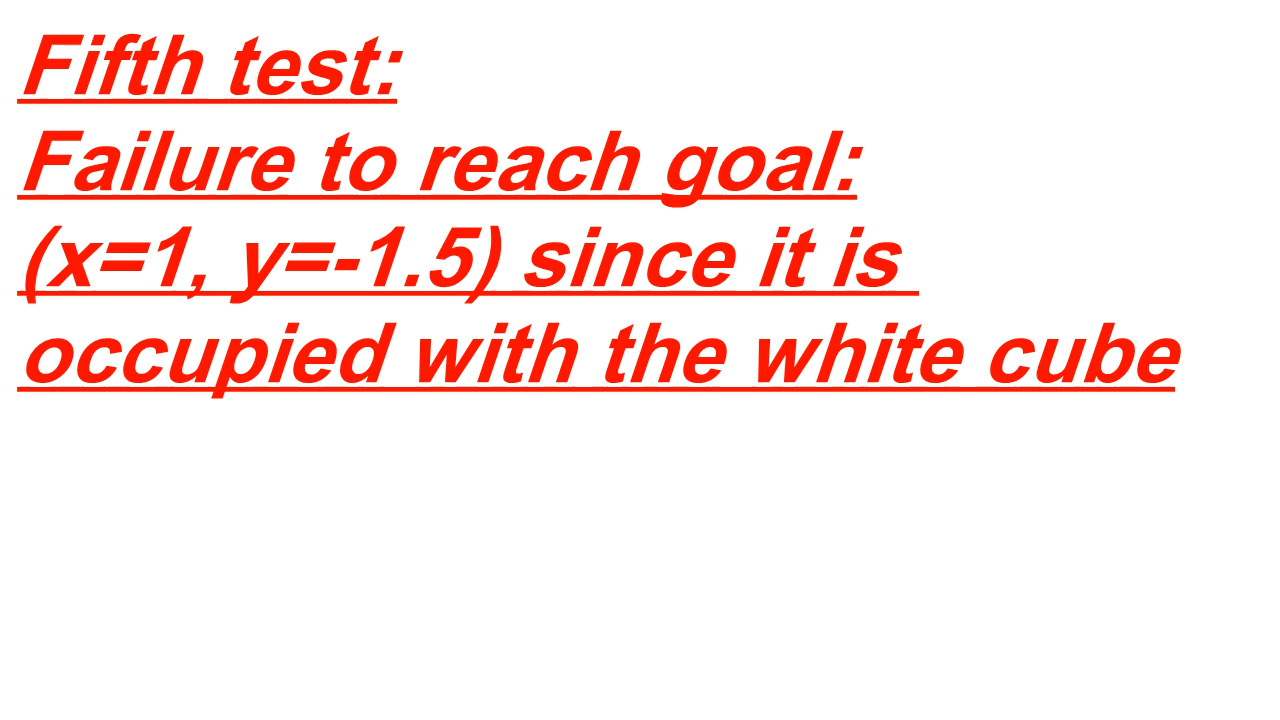 Fifth test:
Failure to reach goal:
(x=1, y=-1.5) since it is
occupied with the white cube